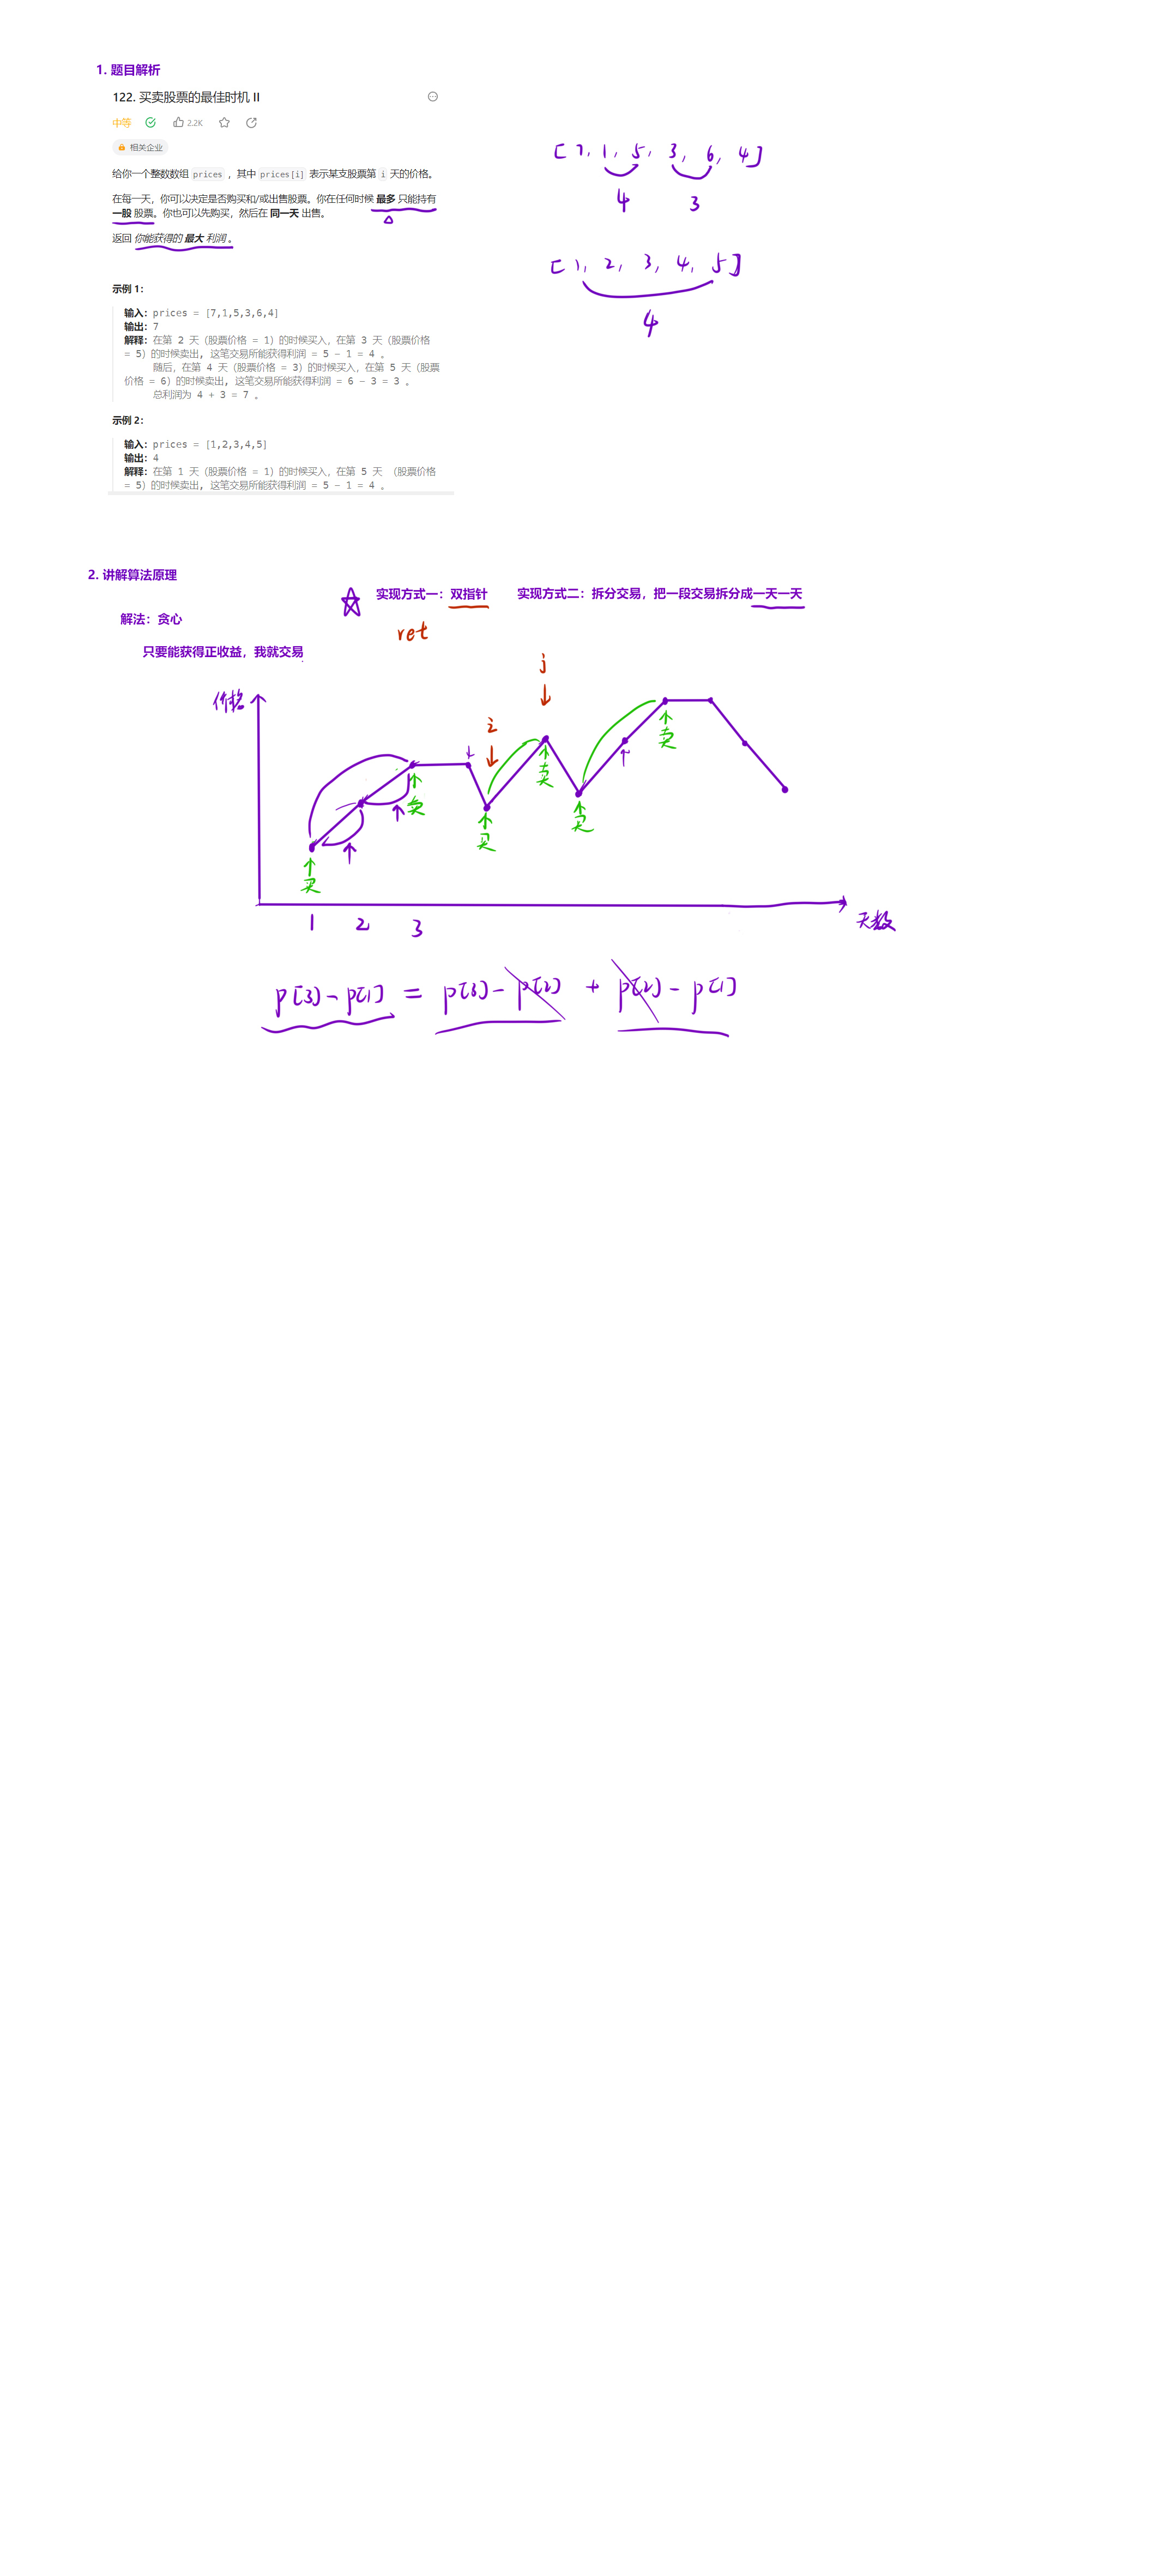 1. 题目解析
122. 买卖股票的最佳时机 II
中等 2.2K
相关企业
给你一个整数数组 prices ，其中 prices[i] 表示某支股票第 i 天的价格。
在每一天，你可以决定是否购买和/或出售股票。你在任何时候 最多 只能持有
一股 股票。你也可以先购买，然后在 同一天 出售。
返回 你能获得的 最大 利润 。
示例 1：
输入：prices = [7,1,5,3,6,4]
输出：7
解释：在第 2 天（股票价格 = 1）的时候买入，在第 3 天（股票价格
= 5）的时候卖出, 这笔交易所能获得利润 = 5 - 1 = 4 。
随后，在第 4 天（股票价格 = 3）的时候买入，在第 5 天（股票
价格 = 6）的时候卖出, 这笔交易所能获得利润 = 6 - 3 = 3 。
总利润为 4 + 3 = 7 。
示例 2：
输入：prices = [1,2,3,4,5]
输出：4
解释：在第 1 天（股票价格 = 1）的时候买入，在第 5 天 （股票价格
= 5）的时候卖出, 这笔交易所能获得利润 = 5 - 1 = 4 。
[7, 1, 5, 3, 6, 4]
4 3
[1, 2, 3, 4, 5]
4
2. 讲解算法原理
实现方式一：双指针 实现方式二：拆分交易，把一段交易拆分成一天一天
解法：贪心
ret
只要能获得正收益，我就交易
j
价格
i
卖
卖
卖
买
买
买
1 2 3
天数
p[3] - p[1] = p[3] - p[2] + p[2] - p[1]